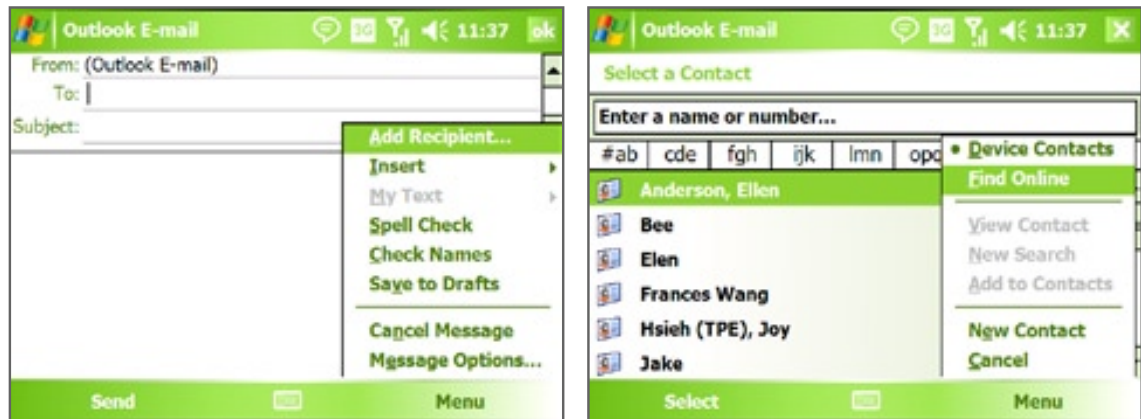 Outlook E-mail 3G 11:37 ok
From: (Outlook E-mail)
To:
Subject:
Add Recipient...
Insert
My Text
Spell Check
Check Names
Save to Drafts
Cancel Message
Message Options...
Send Menu
Outlook E-mail 3G 11:37
Select a Contact
Enter a name or number...
#ab cde fgh ijk lmn
Device Contacts
Find Online
View Contact
New Search
Add to Contacts
New Contact
Cancel
Anderson, Ellen
Bee
Elen
Frances Wang
Hsieh (TPE), Joy
Jake
Select Menu